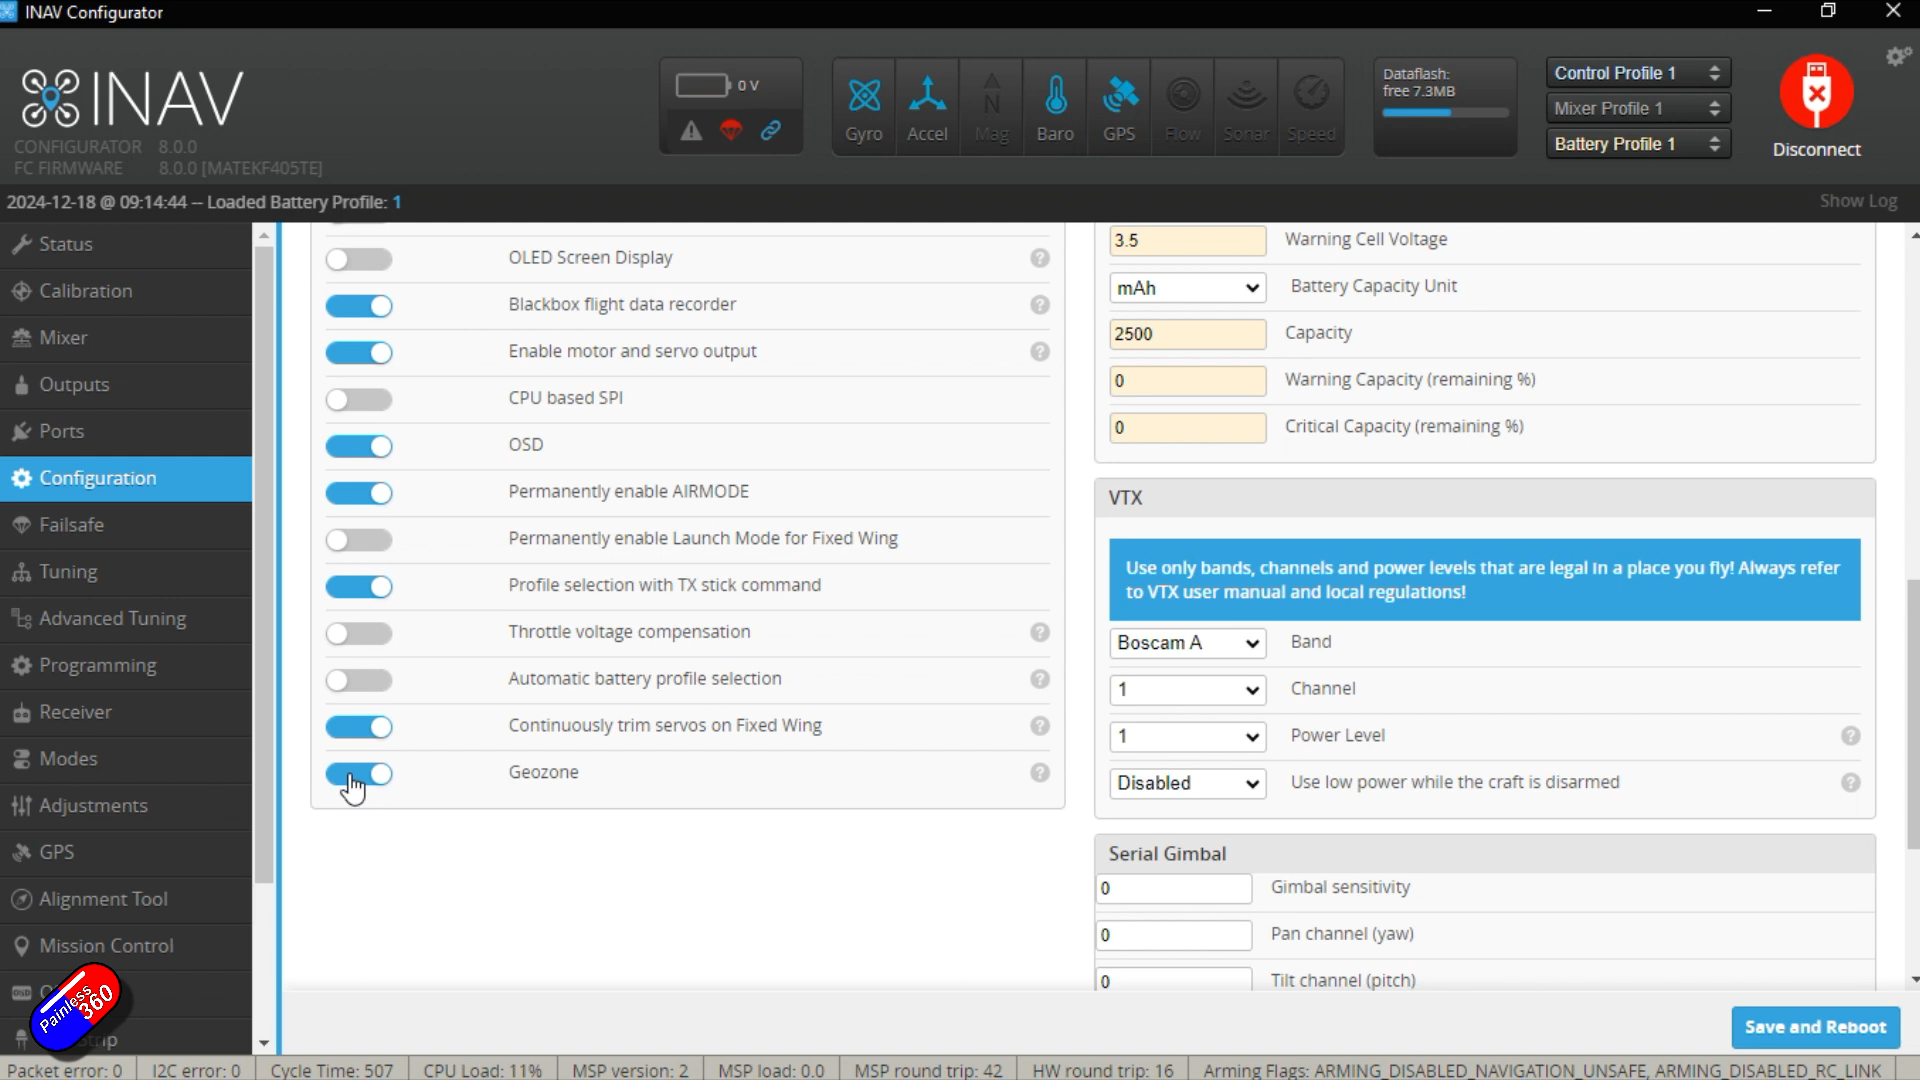 INAV Configurator
INAV
CONFIGURATOR 8.0.0
FC FIRMWARE 8.0.0 [MATEKF405TE]
0 V
Gyro
Accel
Mag
Baro
GPS
Flow
Sonar
Speed
Dataflash:
free 7.3MB
Control Profile 1
Mixer Profile 1
Battery Profile 1
Disconnect
2024-12-18 @ 09:14:44 -- Loaded Battery Profile: 1
Show Log
Status
Calibration
Mixer
Outputs
Ports
Configuration
Failsafe
Tuning
Advanced Tuning
Programming
Receiver
Modes
Adjustments
GPS
Alignment Tool
Mission Control
OSD
Painless
360
OLED Screen Display
Blackbox flight data recorder
Enable motor and servo output
CPU based SPI
OSD
Permanently enable AIRMODE
Permanently enable Launch Mode for Fixed Wing
Profile selection with TX stick command
Throttle voltage compensation
Automatic battery profile selection
Continuously trim servos on Fixed Wing
Geozone
3.5 Warning Cell Voltage
mAh Battery Capacity Unit
2500 Capacity
0 Warning Capacity (remaining %)
0 Critical Capacity (remaining %)
VTX
Use only bands, channels and power levels that are legal in a place you fly! Always refer
to VTX user manual and local regulations!
Boscam A Band
1 Channel
1 Power Level
Disabled Use low power while the craft is disarmed
Serial Gimbal
0 Gimbal sensitivity
0 Pan channel (yaw)
0 Tilt channel (pitch)
Save and Reboot
Packet error: 0 I2C error: 0 Cycle Time: 507 CPU Load: 11% MSP version: 2 MSP load: 0.0 MSP round trip: 42 HW round trip: 16 Arming Flags: ARMING_DISABLED_NAVIGATION_UNSAFE, ARMING_DISABLED_RC_LINK